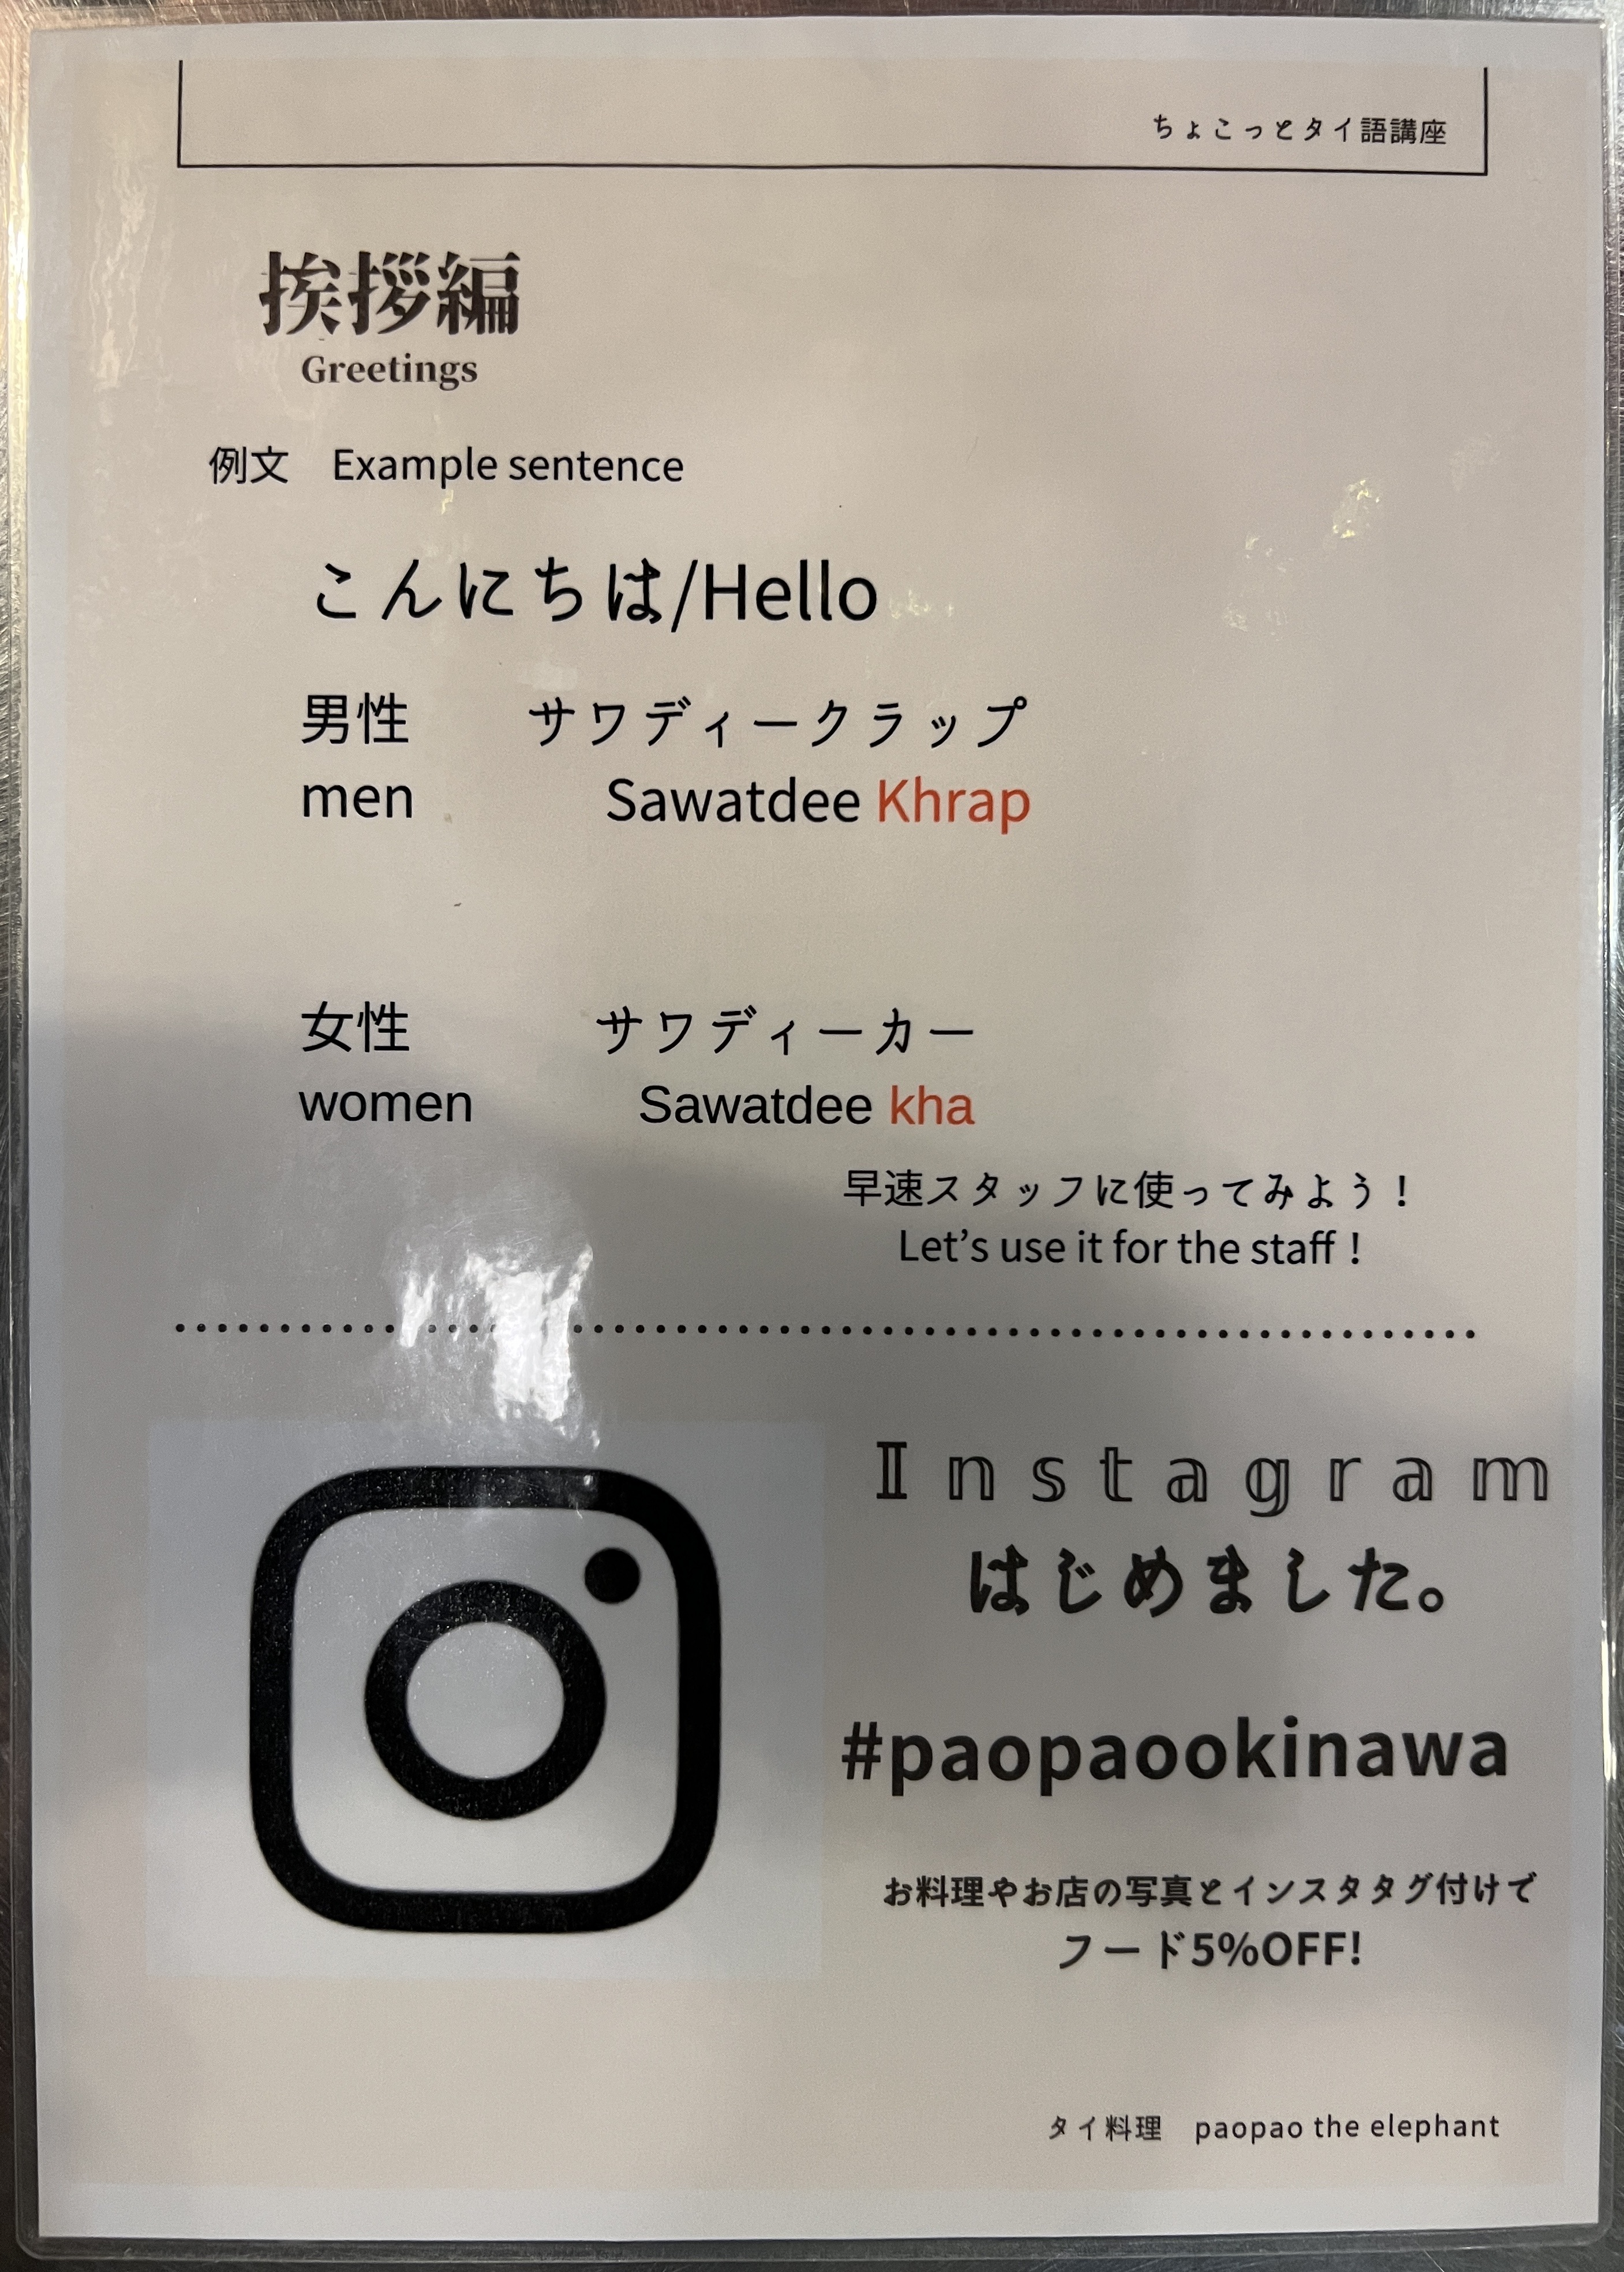 ちょこっとタイ語講座
挨拶編
Greetings
例文　Example sentence
こんにちは/Hello
男性　サワディークラップ
men　Sawatdee Khrap
女性　サワディーカー
women　Sawatdee kha
早速スタッフに使ってみよう！
Let's use it for the staff！
Instagram
はじめました。
#paopaookinawa
お料理やお店の写真とインスタタグ付けで
フード5%OFF!
タイ料理　paopao the elephant